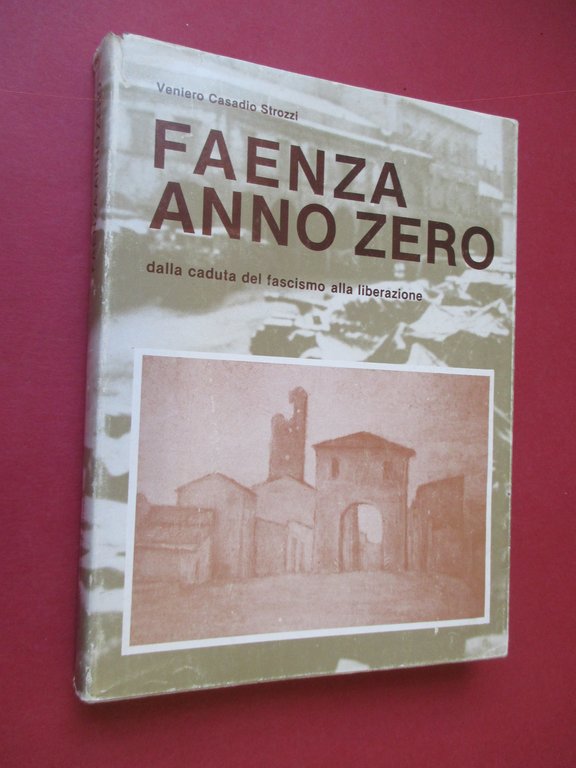 Veniero Casadio Strozzi
FAENZA
ANNO ZERO
dalla caduta del fascismo alla liberazione